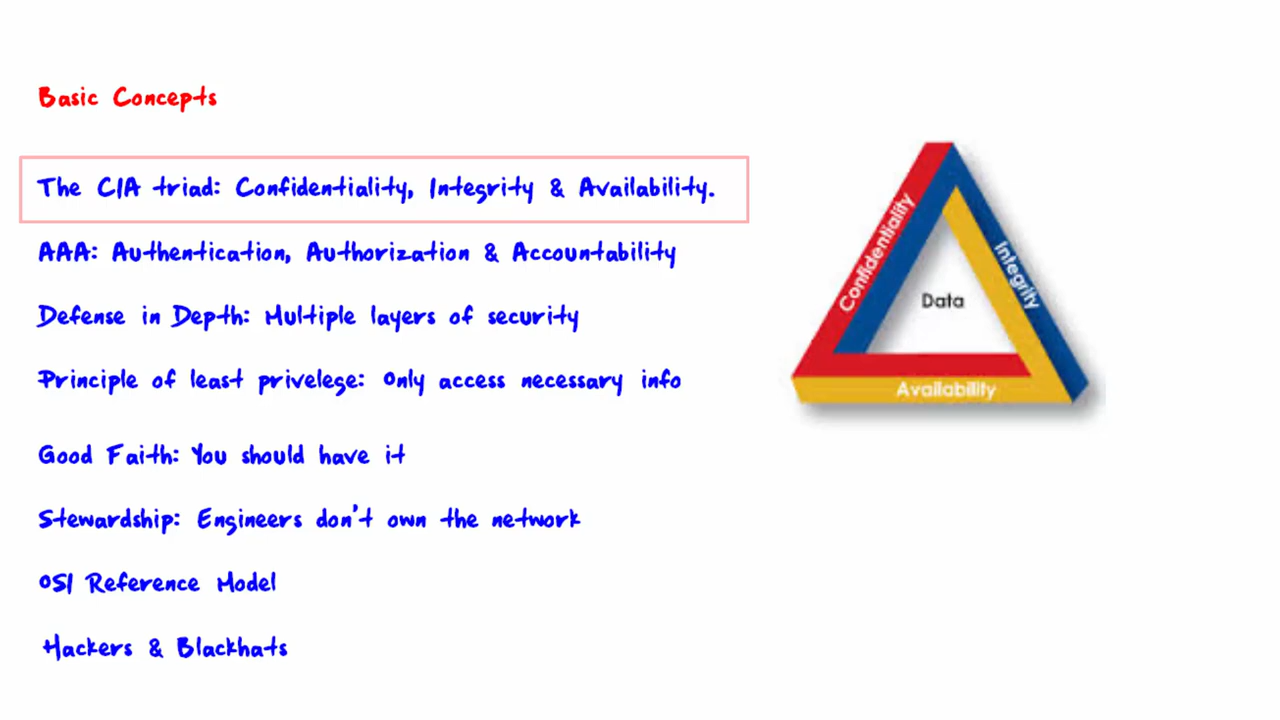 Basic Concepts
The CIA triad: Confidentiality, Integrity & Availability.
AAA: Authentication, Authorization & Accountability
Defense in Depth: Multiple layers of security
Principle of least privelege: Only access necessary info
Good Faith: You should have it
Stewardship: Engineers don't own the network
OSI Reference Model
Hackers & Blackhats
Confidentiality
Integrity
Data
Availability